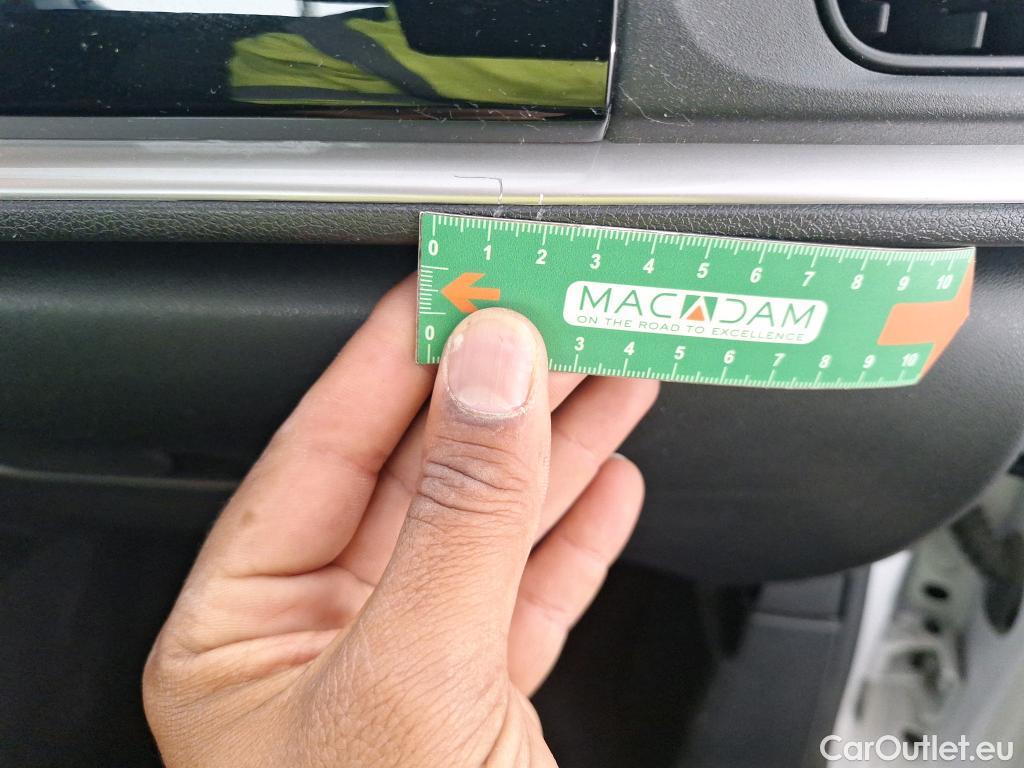 0 1 2 3 4 5 6 7 8 9 10
MACADAM
ON THE ROAD TO EXCELLENCE
0 3 4 5 6 7 8 9 10
CarOutlet.eu